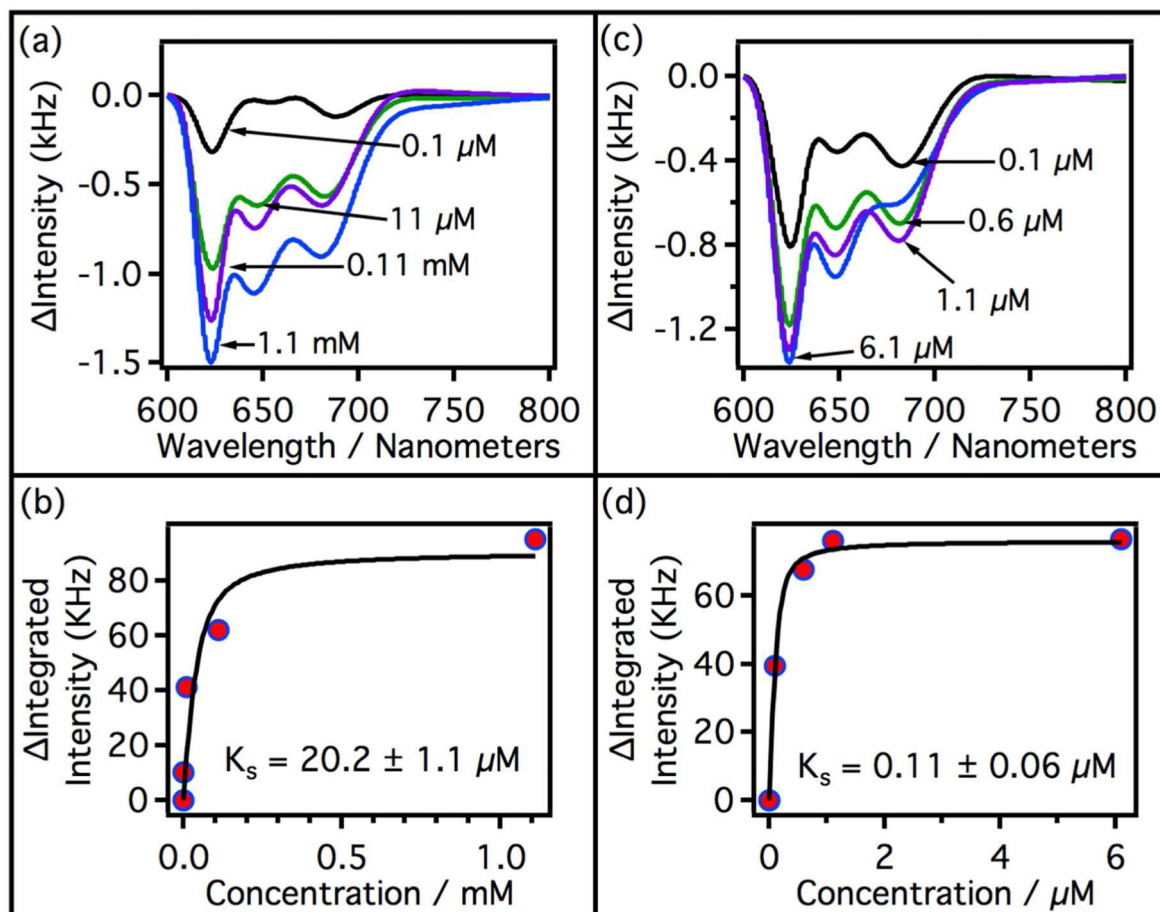 (a)
ΔIntensity (kHz)
0.0
-0.5
-1.0
-1.5
0.1 µM
11 µM
0.11 mM
1.1 mM
600 650 700 750 800
Wavelength / Nanometers
(c)
ΔIntensity (kHz)
0.0
-0.4
-0.8
-1.2
0.1 µM
0.6 µM
1.1 µM
6.1 µM
600 650 700 750 800
Wavelength / Nanometers
(b)
ΔIntegrated
Intensity (KHz)
80
60
40
20
0
Ks = 20.2 ± 1.1 µM
0.0 0.5 1.0
Concentration / mM
(d)
ΔIntegrated
Intensity (KHz)
60
40
20
0
Ks = 0.11 ± 0.06 µM
0 2 4 6
Concentration / µM